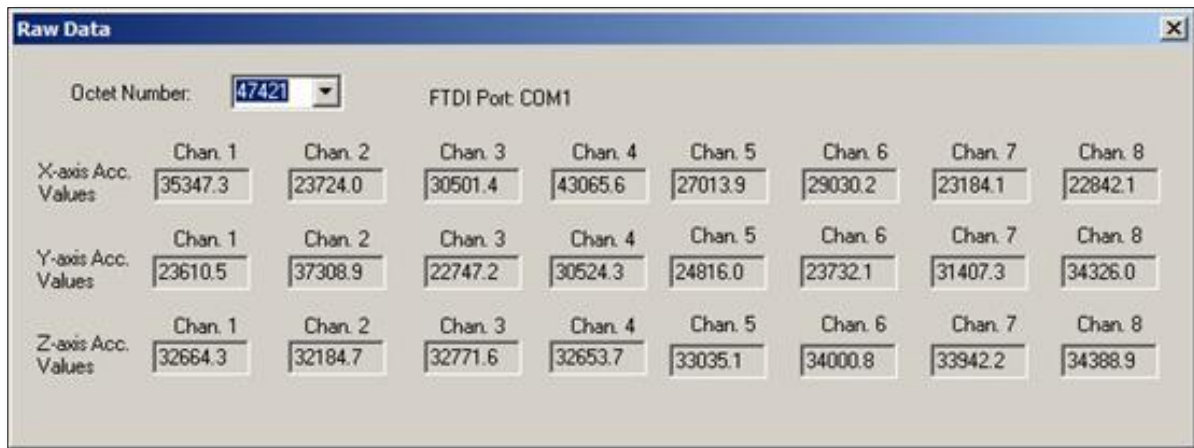 Raw Data
Octet Number: 47421 FTDI Port: COM1
Chan. 1 Chan. 2 Chan. 3 Chan. 4 Chan. 5 Chan. 6 Chan. 7 Chan. 8
X-axis Acc. Values 35347.3 23724.0 30501.4 43065.6 27013.9 29030.2 23184.1 22842.1
Chan. 1 Chan. 2 Chan. 3 Chan. 4 Chan. 5 Chan. 6 Chan. 7 Chan. 8
Y-axis Acc. Values 23610.5 37308.9 22747.2 30524.3 24816.0 23732.1 31407.3 34326.0
Chan. 1 Chan. 2 Chan. 3 Chan. 4 Chan. 5 Chan. 6 Chan. 7 Chan. 8
Z-axis Acc. Values 32664.3 32184.7 32771.6 32653.7 33035.1 34000.8 33942.2 34388.9